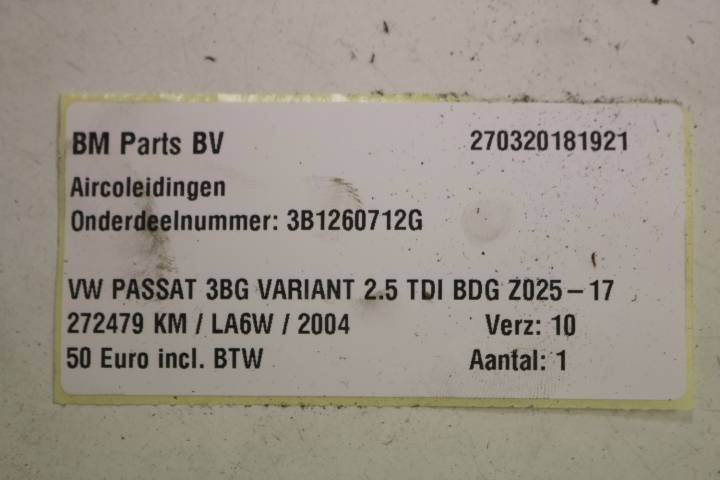 BM Parts BV 270320181921
Aircoleidingen
Onderdeelnummer: 3B1260712G
VW PASSAT 3BG VARIANT 2.5 TDI BDG Z025-17
272479 KM / LA6W / 2004 Verz: 10
50 Euro incl. BTW Aantal: 1